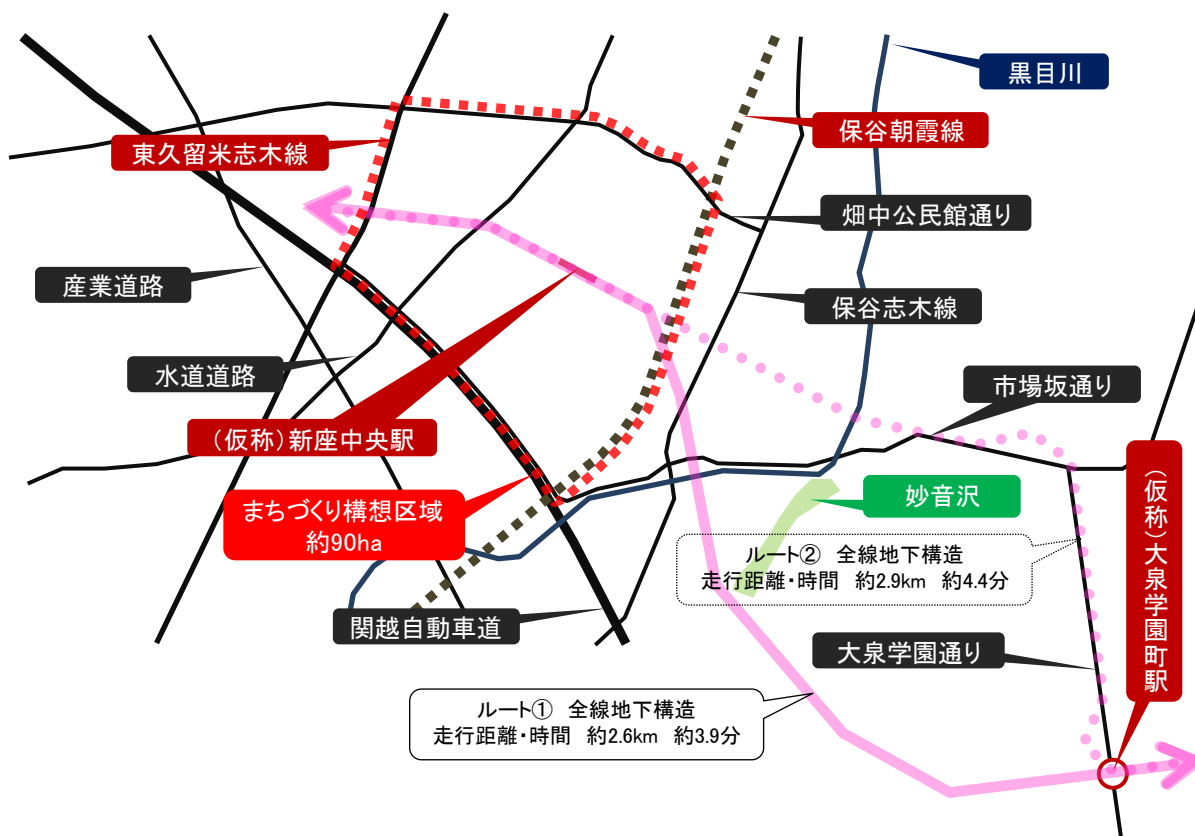 黒目川
東久留米志木線
保谷朝霞線
畑中公民館通り
産業道路
保谷志木線
水道道路
市場坂通り
（仮称）新座中央駅
（仮称）大泉学園町駅
まちづくり構想区域
約90ha
妙音沢
ルート② 全線地下構造
走行距離・時間 約2.9km 約4.4分
関越自動車道
大泉学園通り
ルート① 全線地下構造
走行距離・時間 約2.6km 約3.9分